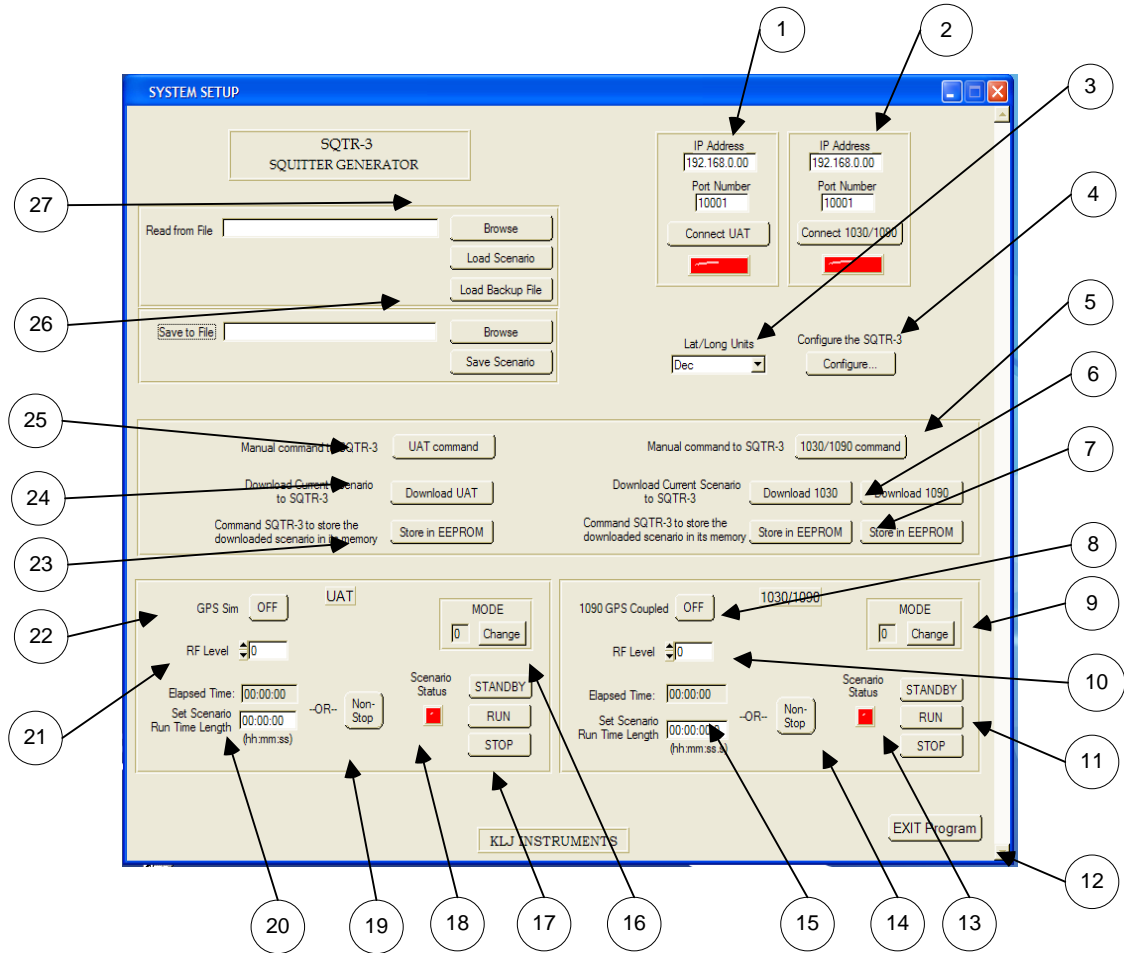 1
2
3
SYSTEM SETUP
SQTR-3
SQUITTER GENERATOR
IP Address
192.168.0.00
Port Number
10001
Connect UAT
IP Address
192.168.0.00
Port Number
10001
Connect 1030/1090
4
27
Read from File
Browse
Load Scenario
Load Backup File
26
5
Save to File
Browse
Save Scenario
Lat/Long Units
Dec
Configure the SQTR-3
Configure...
6
25
Manual command to SQTR-3
UAT command
Manual command to SQTR-3
1030/1090 command
7
24
Download Current Scenario
to SQTR-3
Download UAT
Download Current Scenario
to SQTR-3
Download 1030
Download 1090
23
Command SQTR-3 to store the
downloaded scenario in its memory
Store in EEPROM
Command SQTR-3 to store the
downloaded scenario in its memory
Store in EEPROM
Store in EEPROM
8
22
UAT
GPS Sim
OFF
MODE
0
Change
RF Level
0
Elapsed Time:
00:00:00
Set Scenario
Run Time Length
00:00:00
(hh:mm:ss)
--OR--
Non-
Stop
Scenario
Status
STANDBY
RUN
STOP
1030/1090
1090 GPS Coupled
OFF
MODE
0
Change
9
RF Level
0
10
21
Elapsed Time:
00:00:00
Set Scenario
Run Time Length
00:00:00.0
(hh:mm:ss.s)
--OR--
Non-
Stop
Scenario
Status
STANDBY
RUN
STOP
11
KLJ INSTRUMENTS
EXIT Program
12
20
19
18
17
16
15
14
13